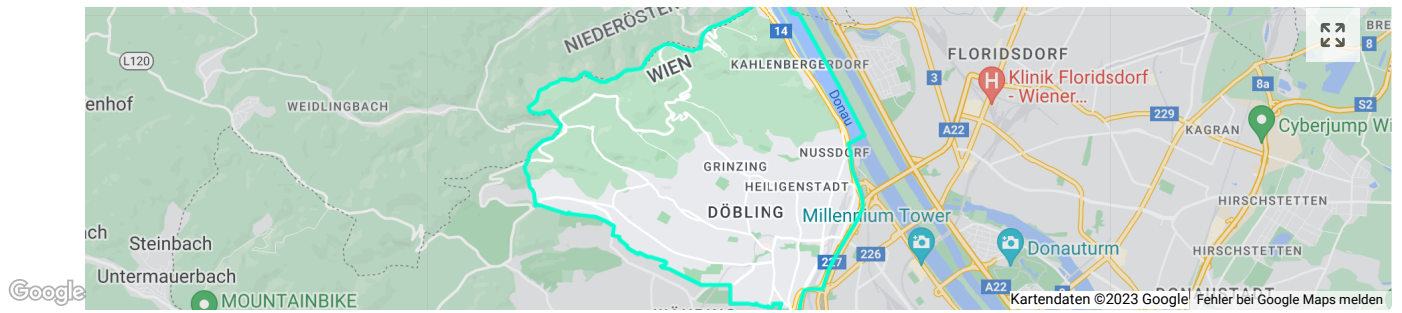 NIEDERÖSTER
14
BRE
8
FLORIDSDORF
L120
WIEN
KAHLENBERGERDORF
3
Klinik Floridsdorf
- Wiener...
H
8a
enhof
WEIDLINGBACH
Donau
229
S2
A22
KAGRAN
Cyberjump Wi
NUSSDORF
GRINZING
HEILIGENSTADT
HIRSCHSTETTEN
DÖBLING
Millennium Tower
ach
Steinbach
Donauturm
HIRSCHSTETTEN
227
226
Untermauerbach
A22
Google
MOUNTAINBIKE
Kartendaten ©2023 Google
Fehler bei Google Maps melden